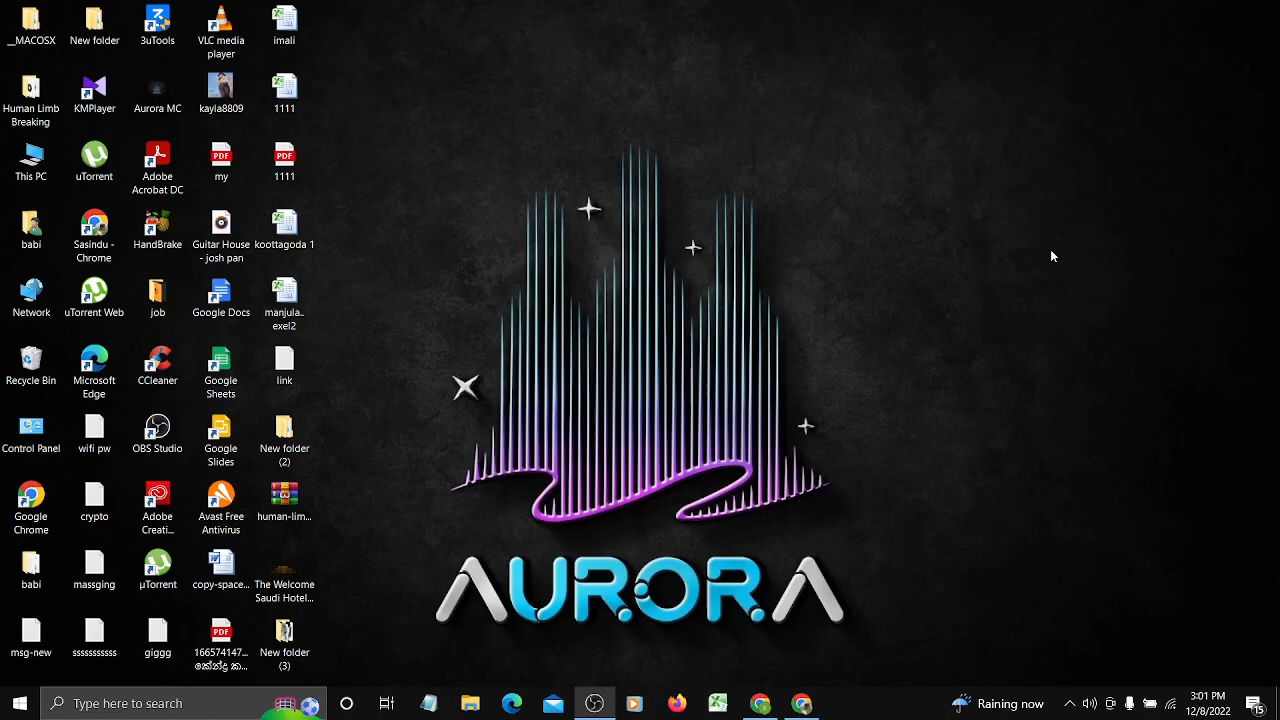 __MACOSX
New folder
3uTools
VLC media
player
imali
Human Limb
Breaking
KMPlayer
Aurora MC
kayla8809
1111
This PC
uTorrent
Adobe
Acrobat DC
my
1111
babi
Sasindu -
Chrome
HandBrake
Guitar House
- josh pan
koottagoda 1
Network
uTorrent Web
job
Google Docs
manjula..
exel2
Recycle Bin
Microsoft
Edge
CCleaner
Google
Sheets
link
Control Panel
wifi pw
OBS Studio
Google
Slides
New folder
(2)
Google
Chrome
crypto
Adobe
Creati...
Avast Free
Antivirus
human-lim...
babi
massging
µTorrent
copy-space...
The Welcome
Saudi Hotel...
msg-new
ssssssssss
giggg
166574147...
New folder
(3)
AURORA
Type here to search
Raining now
3:01 PM
12/8/2022
15